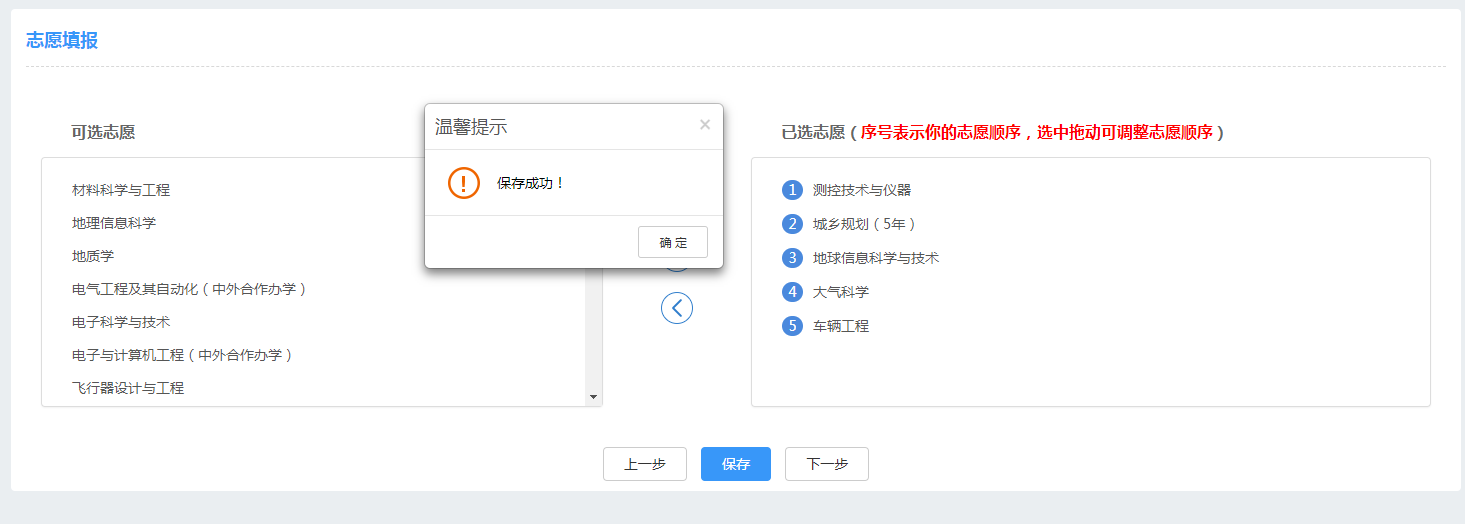 志愿填报
可选志愿
材料科学与工程
地理信息科学
地质学
电气工程及其自动化（中外合作办学）
电子科学与技术
电子与计算机工程（中外合作办学）
飞行器设计与工程
温馨提示
×
保存成功！
确 定
已选志愿（序号表示你的志愿顺序，选中拖动可调整志愿顺序）
1 测控技术与仪器
2 城乡规划（5年）
3 地球信息科学与技术
4 大气科学
5 车辆工程
上一步 保存 下一步